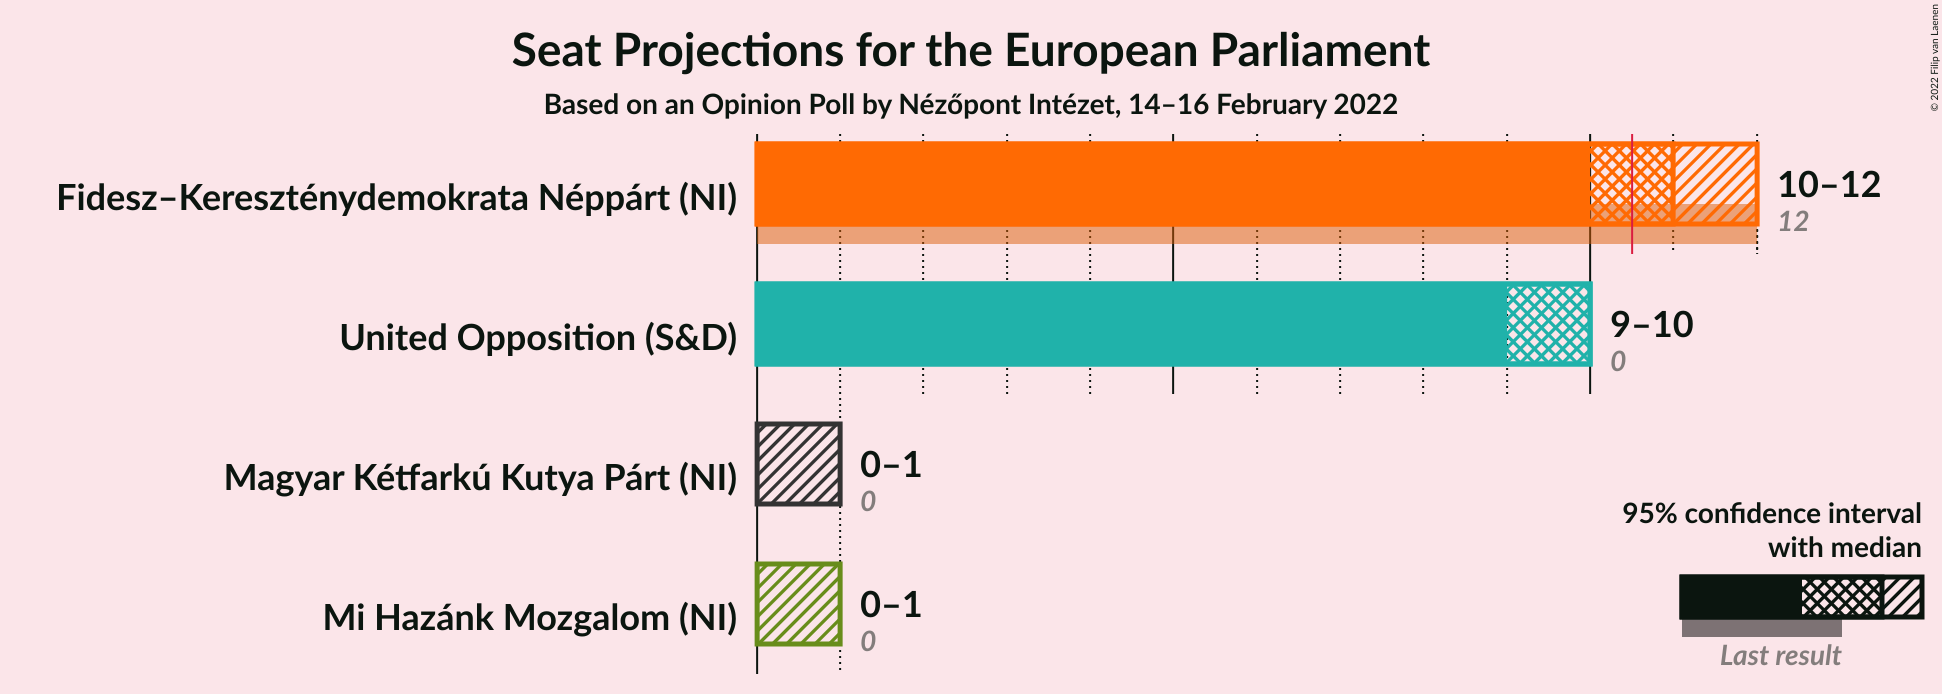 Seat Projections for the European Parliament
Based on an Opinion Poll by Nézőpont Intézet, 14–16 February 2022
© 2022 Filip van Laenen
Fidesz–Kereszténydemokrata Néppárt (NI)
10–12
12
United Opposition (S&D)
9–10
0
Magyar Kétfarkú Kutya Párt (NI)
0–1
0
Mi Hazánk Mozgalom (NI)
0–1
0
95% confidence interval
with median
Last result